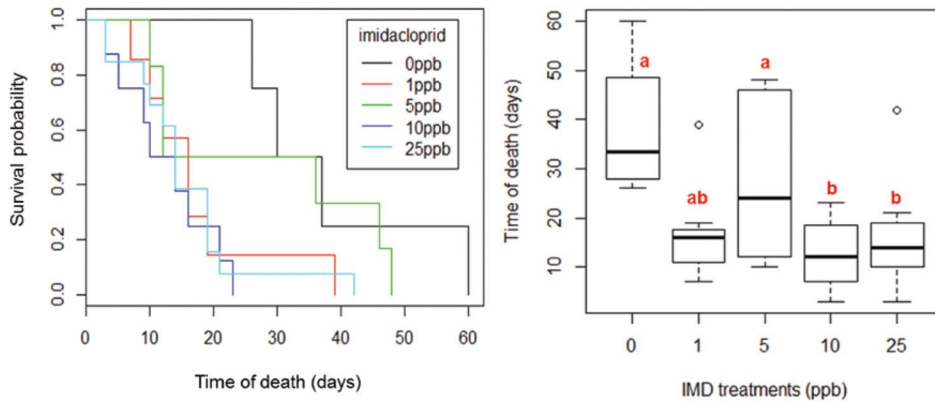 Survival probability
1.0
0.8
0.6
0.4
0.2
0.0
imidacloprid
0ppb
1ppb
5ppb
10ppb
25ppb
0 10 20 30 40 50 60
Time of death (days)
Time of death (days)
60
50
40
30
20
10
a
ab
a
b
b
0 1 5 10 25
IMD treatments (ppb)